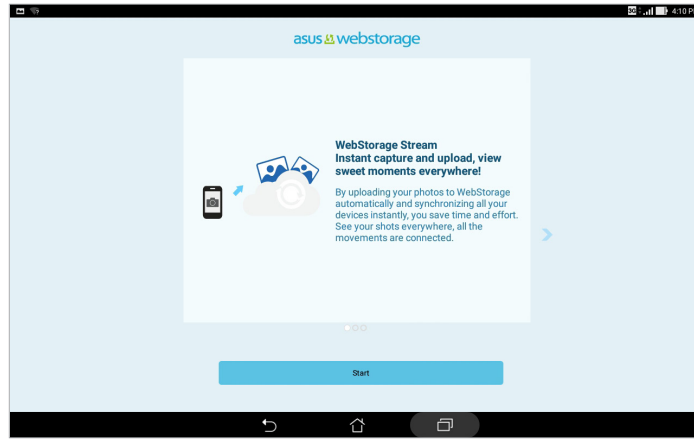 3G 4:10 P
asus webstorage
WebStorage Stream
Instant capture and upload, view
sweet moments everywhere!
By uploading your photos to WebStorage
automatically and synchronizing all your
devices instantly, you save time and effort.
See your shots everywhere, all the
movements are connected.
Start